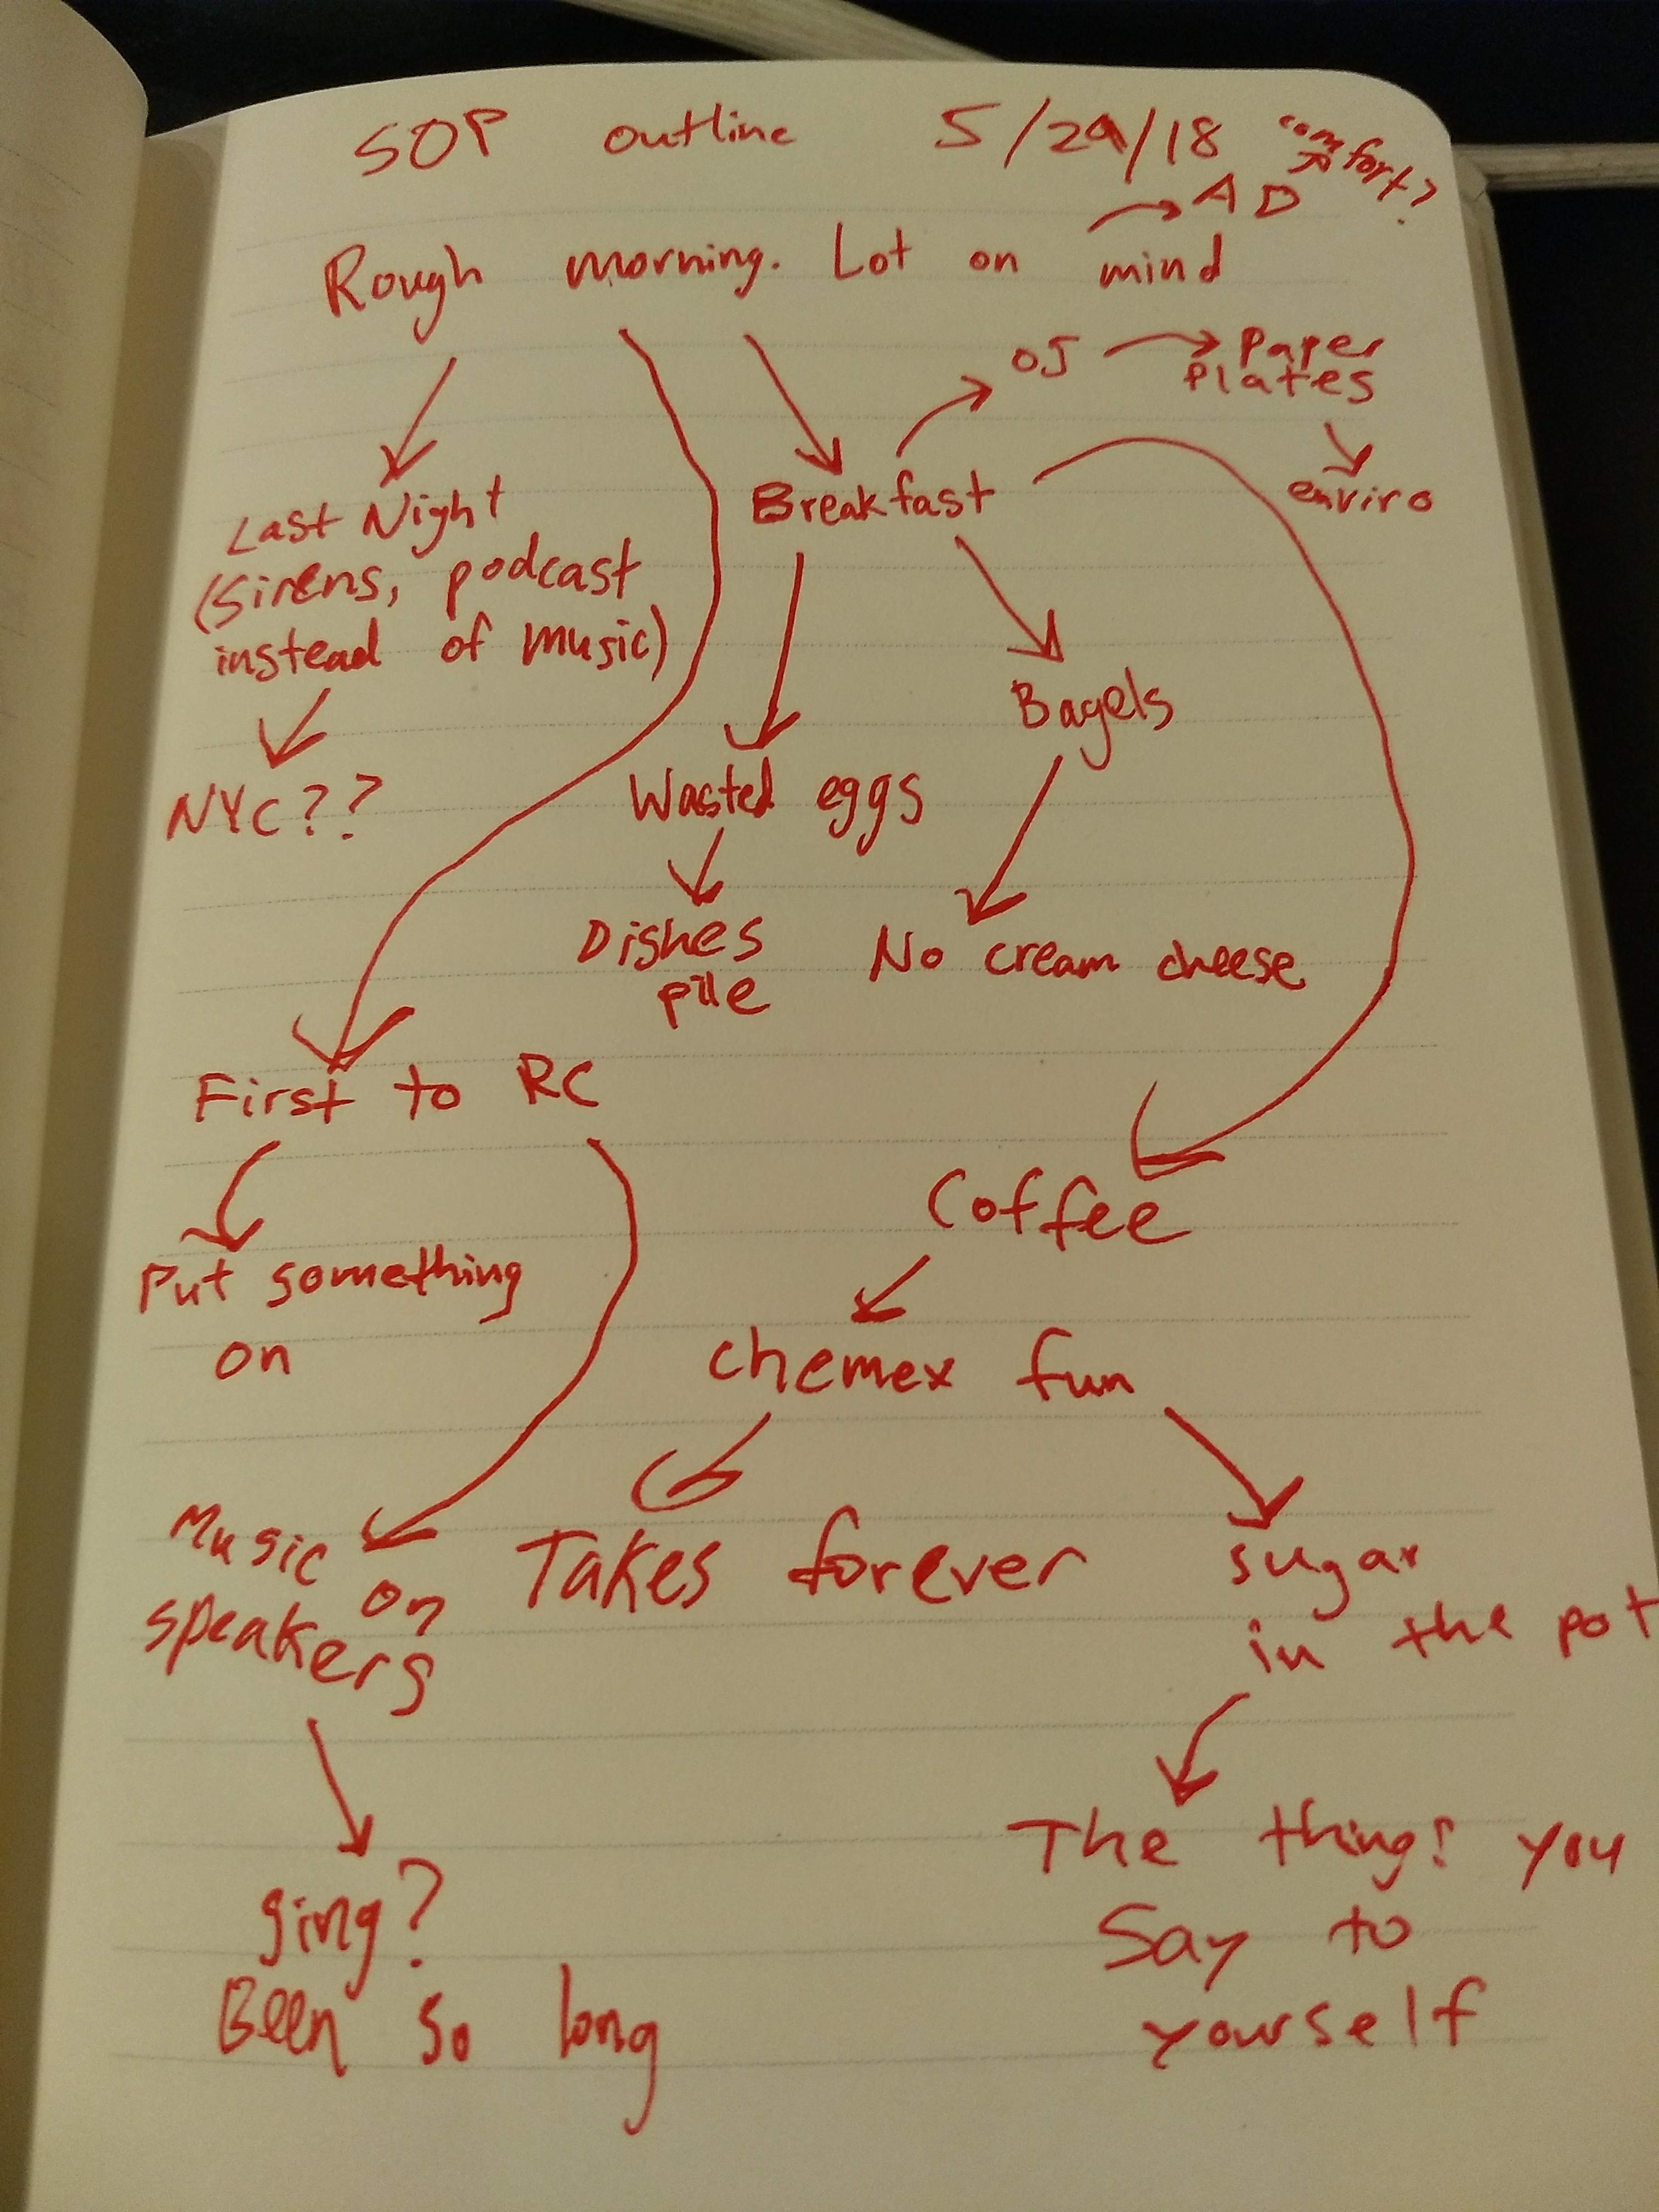 SOP outline 5/29/18 comfort?
AD
Rough morning. Lot on mind
OJ Paper
Plates
enviro
Breakfast
Last Night
(sirens, podcast
instead of music)
NYC??
Bagels
Wasted eggs
Dishes
pile
No cream cheese
First to RC
Put something
on
Coffee
chemex fun
Music
on
speakers
Takes forever
sugar
in the pot
The things you
Say to
yourself
sing?
Been so long